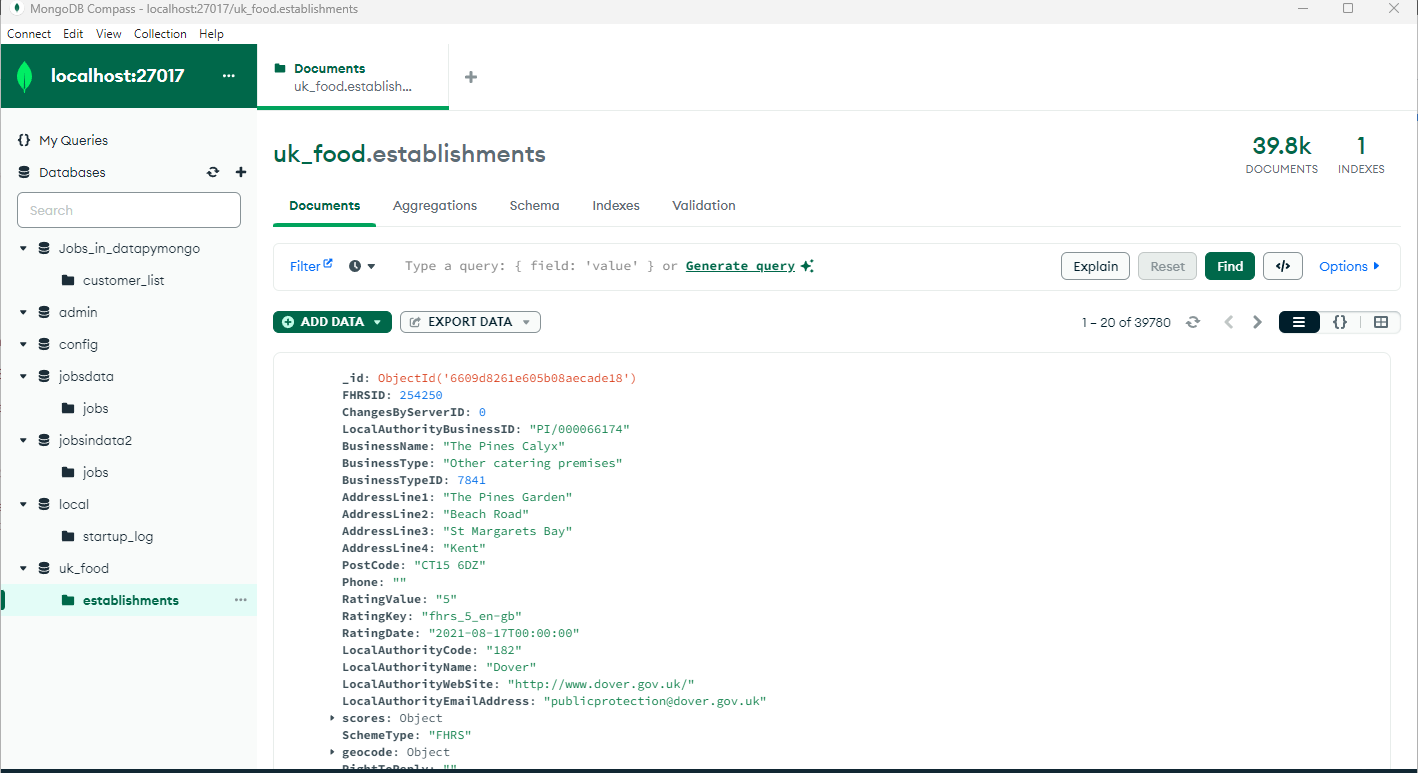 MongoDB Compass - localhost:27017/uk_food.establishments
Connect Edit View Collection Help
localhost:27017 ...
Documents
uk_food.establish...
+
{} My Queries
Databases
Search
Jobs_in_datapymongo
customer_list
admin
config
jobsdata
jobs
jobsindata2
jobs
local
startup_log
uk_food
establishments ...
uk_food.establishments
39.8k
DOCUMENTS
1
INDEXES
Documents Aggregations Schema Indexes Validation
Filter Type a query: { field: 'value' } or Generate query Explain Reset Find </> Options
ADD DATA EXPORT DATA 1 – 20 of 39780 {}
_id: ObjectId('6609d8261e605b08aecade18')
FHRSID: 254250
ChangesByServerID: 0
LocalAuthorityBusinessID: "PI/000066174"
BusinessName: "The Pines Calyx"
BusinessType: "Other catering premises"
BusinessTypeID: 7841
AddressLine1: "The Pines Garden"
AddressLine2: "Beach Road"
AddressLine3: "St Margarets Bay"
AddressLine4: "Kent"
PostCode: "CT15 6DZ"
Phone: ""
RatingValue: "5"
RatingKey: "fhrs_5_en-gb"
RatingDate: "2021-08-17T00:00:00"
LocalAuthorityCode: "182"
LocalAuthorityName: "Dover"
LocalAuthorityWebSite: "http://www.dover.gov.uk/"
LocalAuthorityEmailAddress: "publicprotection@dover.gov.uk"
scores: Object
SchemeType: "FHRS"
geocode: Object
RightToReply: ""